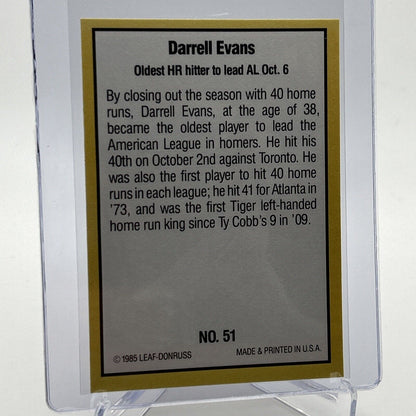 Darrell Evans
Oldest HR hitter to lead AL Oct. 6
By closing out the season with 40 home
runs, Darrell Evans, at the age of 38,
became the oldest player to lead the
American League in homers. He hit his
40th on October 2nd against Toronto. He
was also the first player to hit 40 home
runs in each league; he hit 41 for Atlanta in
'73, and was the first Tiger left-handed
home run king since Ty Cobb's 9 in '09.
NO. 51
© 1985 LEAF-DONRUSS MADE & PRINTED IN U.S.A.